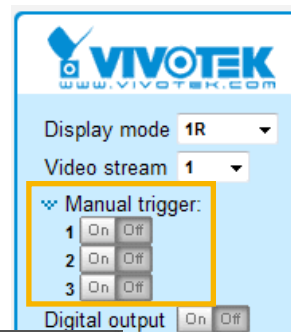 VIVOTEK
www.vivotek.com
Display mode 1R
Video stream 1
Manual trigger:
1 On Off
2 On Off
3 On Off
Digital output On Off